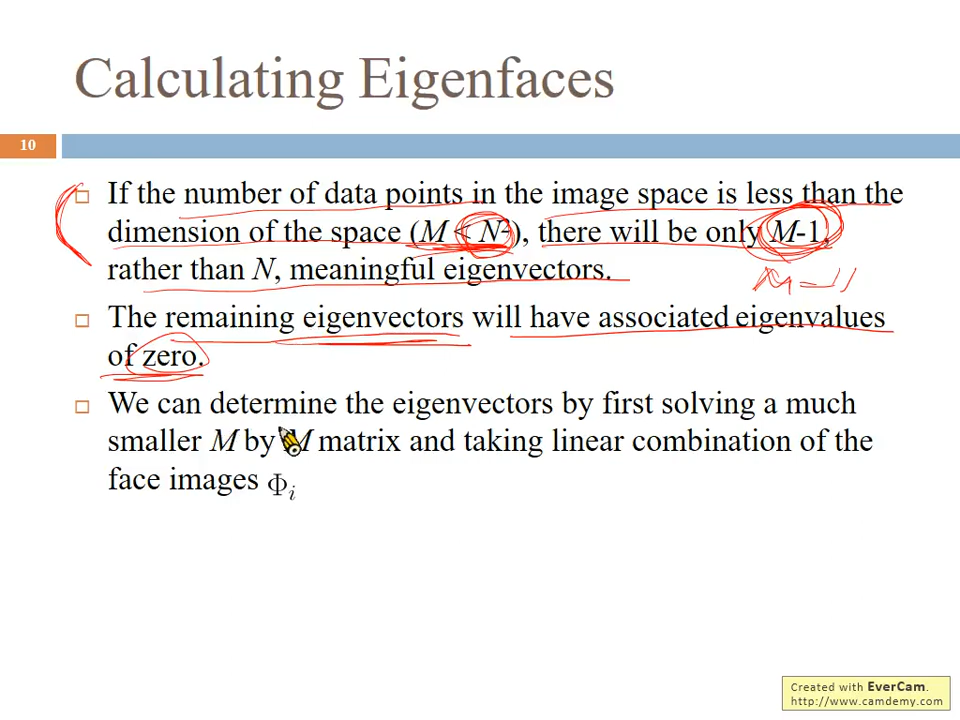 Calculating Eigenfaces
10
If the number of data points in the image space is less than the
dimension of the space (M < N²), there will be only M-1,
rather than N, meaningful eigenvectors.
The remaining eigenvectors will have associated eigenvalues
of zero.
We can determine the eigenvectors by first solving a much
smaller M by M matrix and taking linear combination of the
face images Φᵢ
Created with EverCam.
http://www.camdemy.com